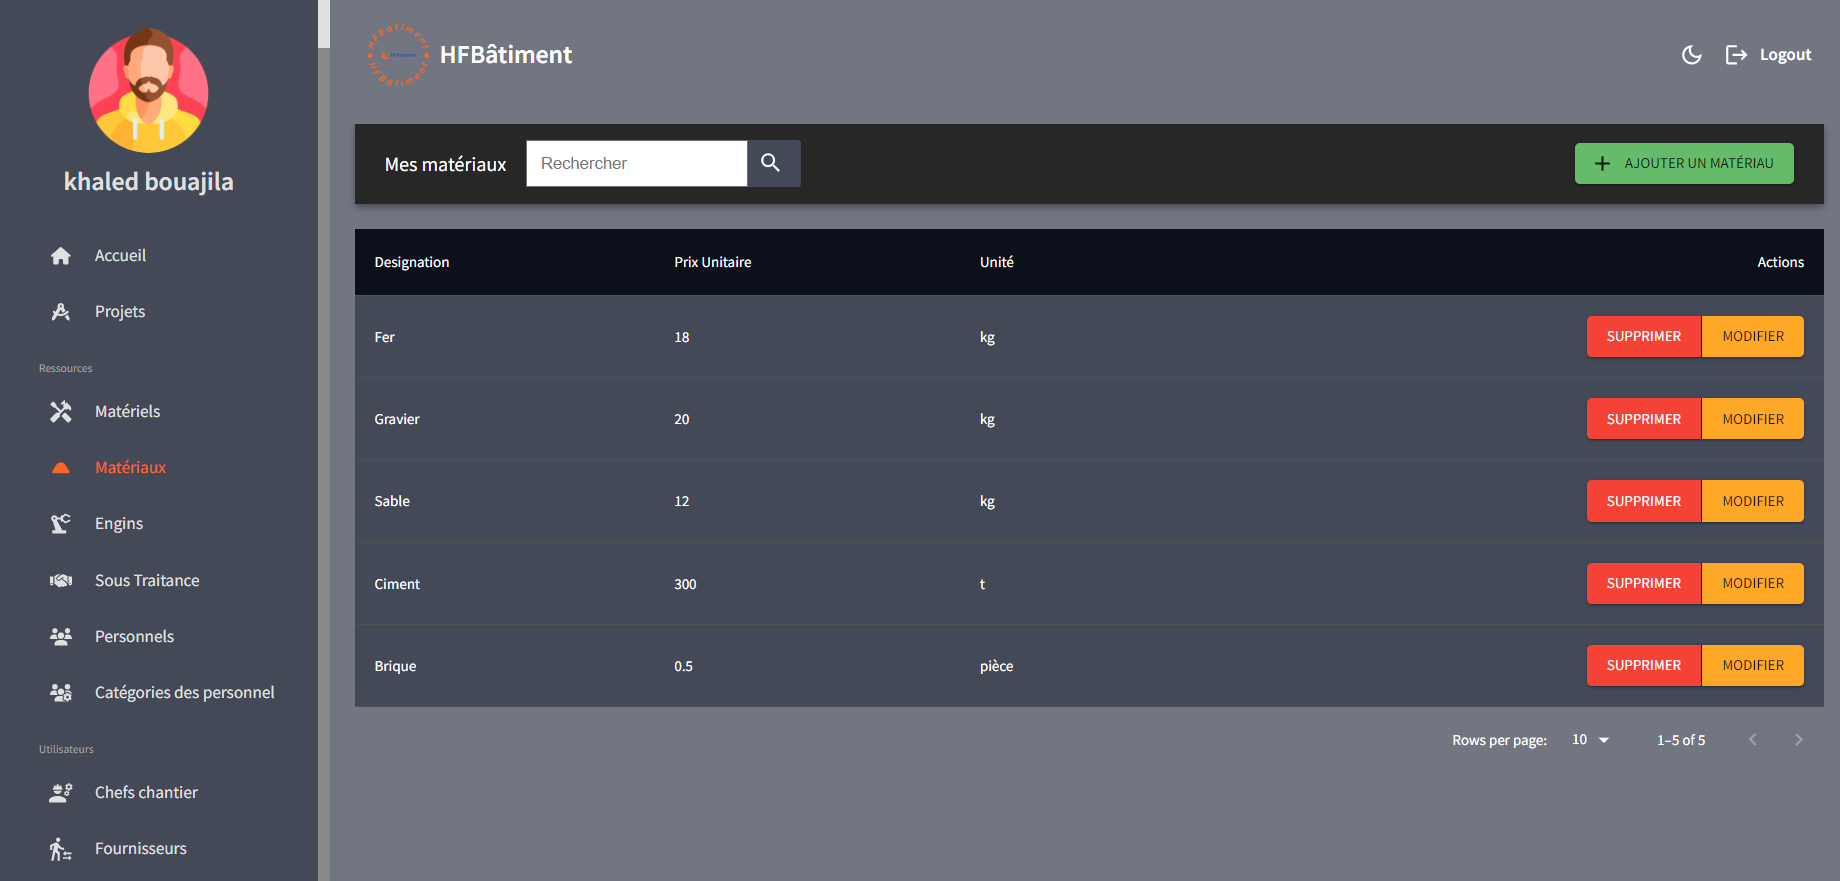 khaled bouajila
Accueil
Projets
Ressources
Matériels
Matériaux
Engins
Sous Traitance
Personnels
Catégories des personnel
Utilisateurs
Chefs chantier
Fournisseurs
HFBatiment
HFBatiment
HFBâtiment
Logout
Mes matériaux
Rechercher
AJOUTER UN MATÉRIAU
Designation Prix Unitaire Unité Actions
Fer 18 kg SUPPRIMER MODIFIER
Gravier 20 kg SUPPRIMER MODIFIER
Sable 12 kg SUPPRIMER MODIFIER
Ciment 300 t SUPPRIMER MODIFIER
Brique 0.5 pièce SUPPRIMER MODIFIER
Rows per page: 10 1–5 of 5